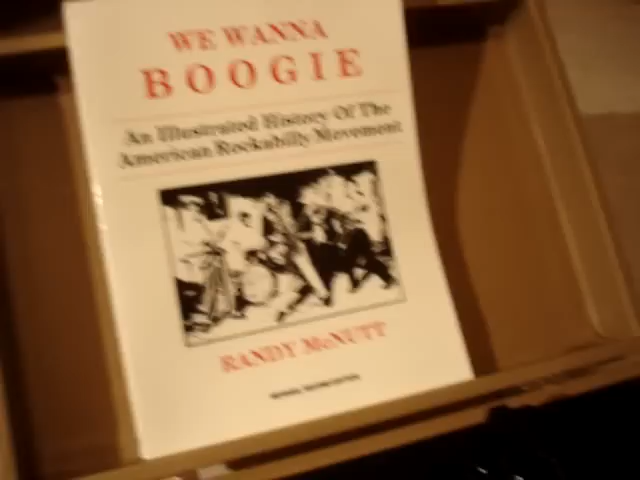 WE WANNA
BOOGIE
An Illustrated History Of The
American Rockabilly Movement
RANDY McNUTT